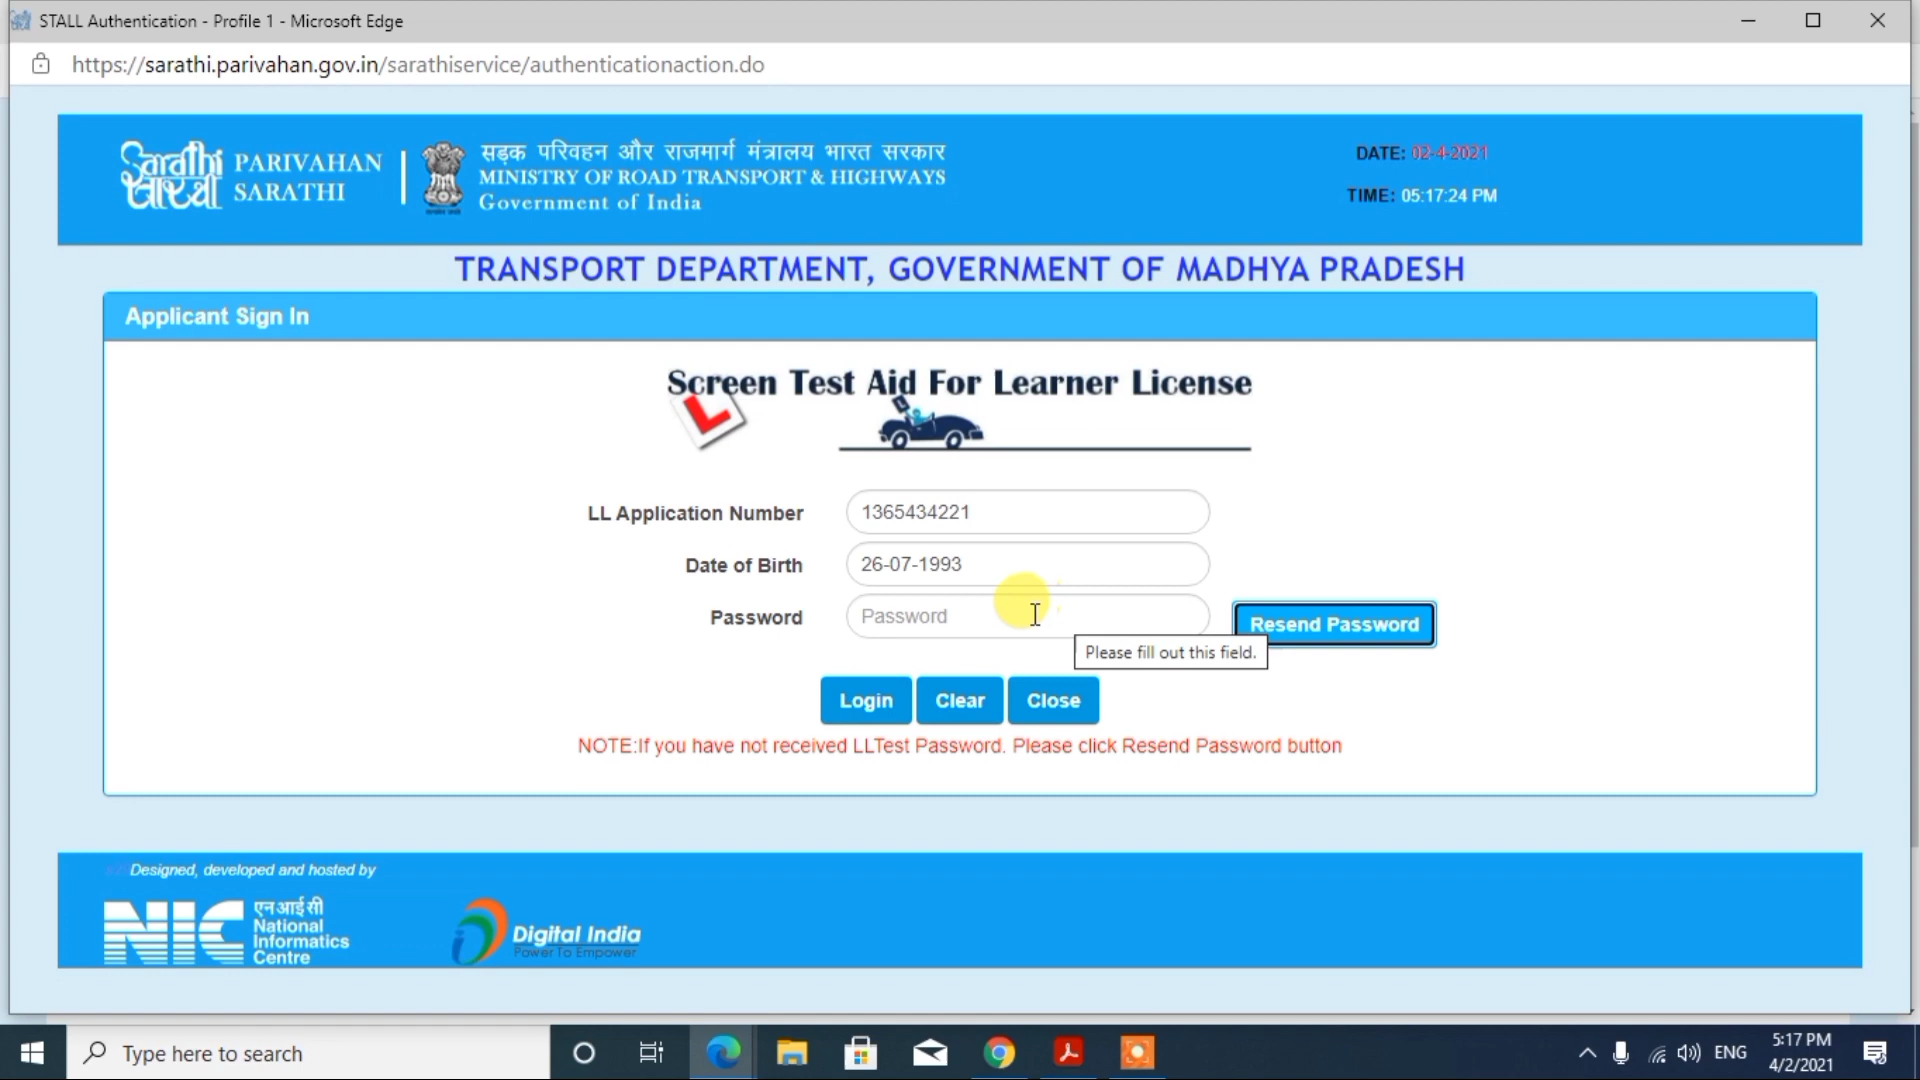 STALL Authentication - Profile 1 - Microsoft Edge
https://sarathi.parivahan.gov.in/sarathiservice/authenticationaction.do
Sarathi
सारथी
PARIVAHAN
SARATHI
सड़क परिवहन और राजमार्ग मंत्रालय भारत सरकार
MINISTRY OF ROAD TRANSPORT & HIGHWAYS
Government of India
DATE: 02-4-2021
TIME: 05:17:24 PM
TRANSPORT DEPARTMENT, GOVERNMENT OF MADHYA PRADESH
Applicant Sign In
Screen Test Aid For Learner License
L
L
LL Application Number 1365434221
Date of Birth 26-07-1993
Password Password Resend Password
Please fill out this field.
Login Clear Close
NOTE:If you have not received LLTest Password. Please click Resend Password button
Designed, developed and hosted by
NIC
एन आई सी
National
Informatics
Centre
Digital India
Power To Empower
Type here to search
ENG
5:17 PM
4/2/2021